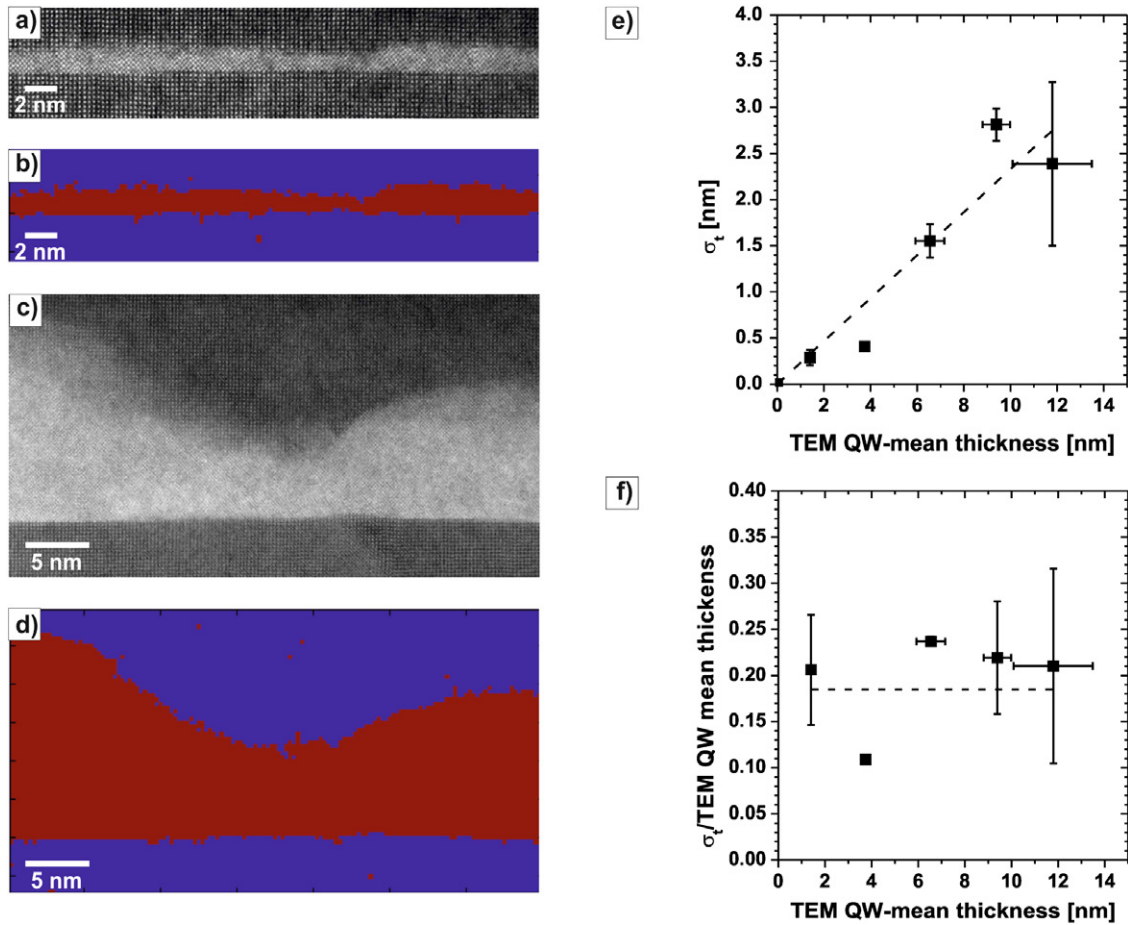 a)
2 nm
b)
2 nm
c)
5 nm
d)
5 nm
e)
4.0
3.5
3.0
2.5
2.0
1.5
1.0
0.5
0.0
σt [nm]
0 2 4 6 8 10 12 14
TEM QW-mean thickness [nm]
f)
0.40
0.35
0.30
0.25
0.20
0.15
0.10
0.05
0.00
σt/TEM QW mean thickenss
0 2 4 6 8 10 12 14
TEM QW-mean thickness [nm]